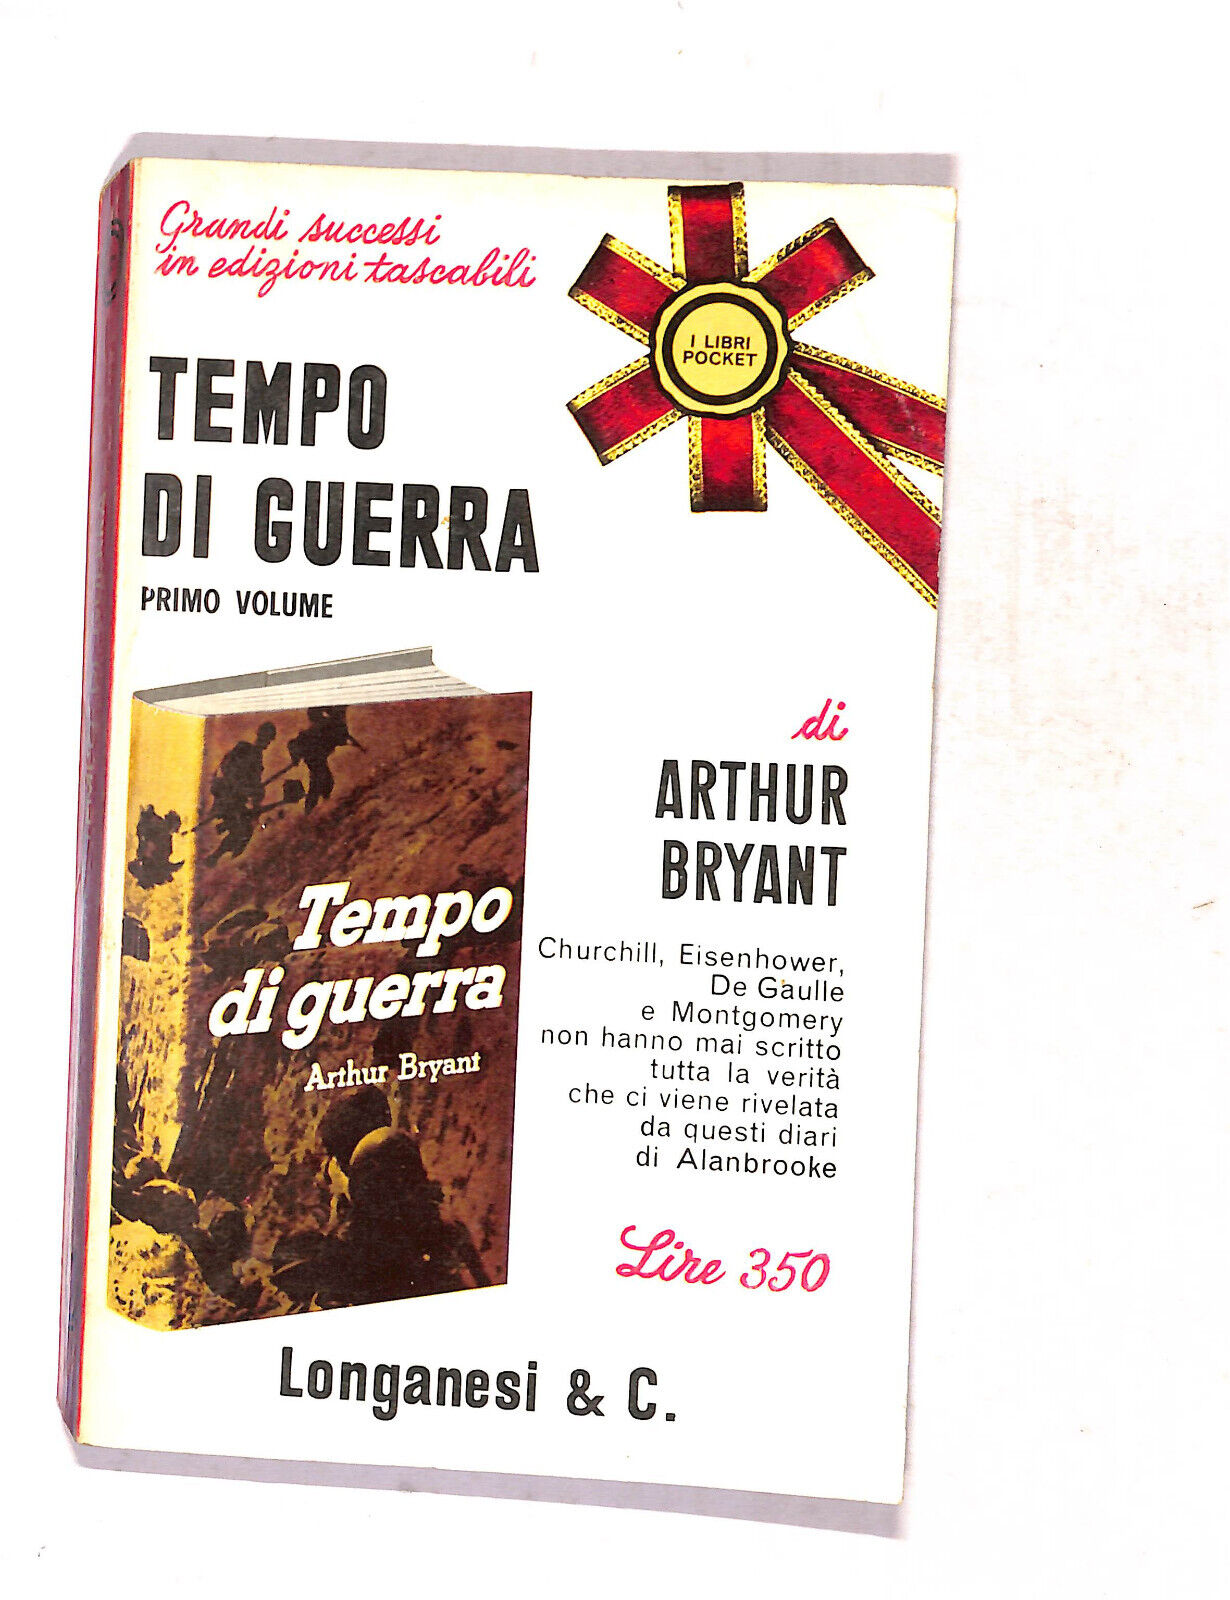 Grandi successi
in edizioni tascabili
I LIBRI
POCKET
TEMPO
DI GUERRA
PRIMO VOLUME
di
ARTHUR
BRYANT
Tempo
di guerra
Arthur Bryant
Churchill, Eisenhower,
De Gaulle
e Montgomery
non hanno mai scritto
tutta la verità
che ci viene rivelata
da questi diari
di Alanbrooke
Lire 350
Longanesi & C.